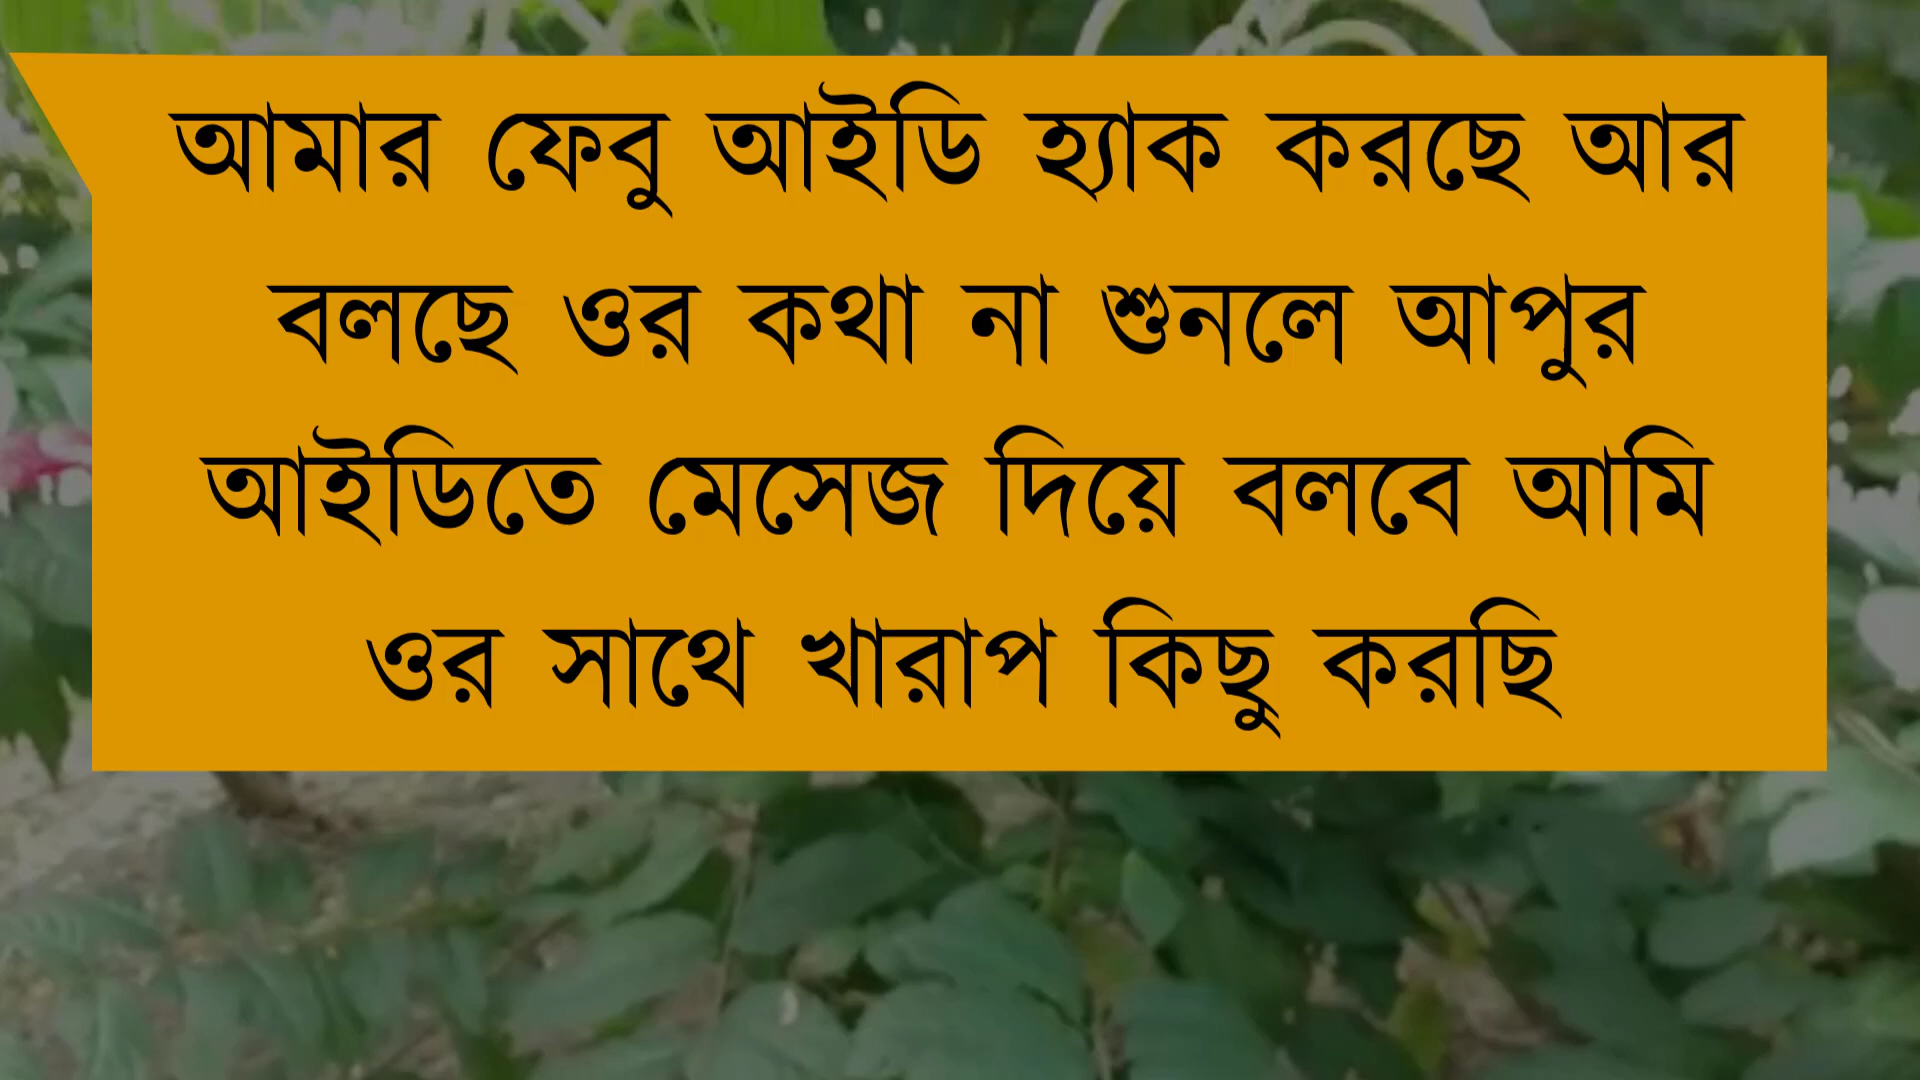 আমার ফেবু আইডি হ্যাক করছে আর
বলছে ওর কথা না শুনলে আপুর
আইডিতে মেসেজ দিয়ে বলবে আমি
ওর সাথে খারাপ কিছু করছি